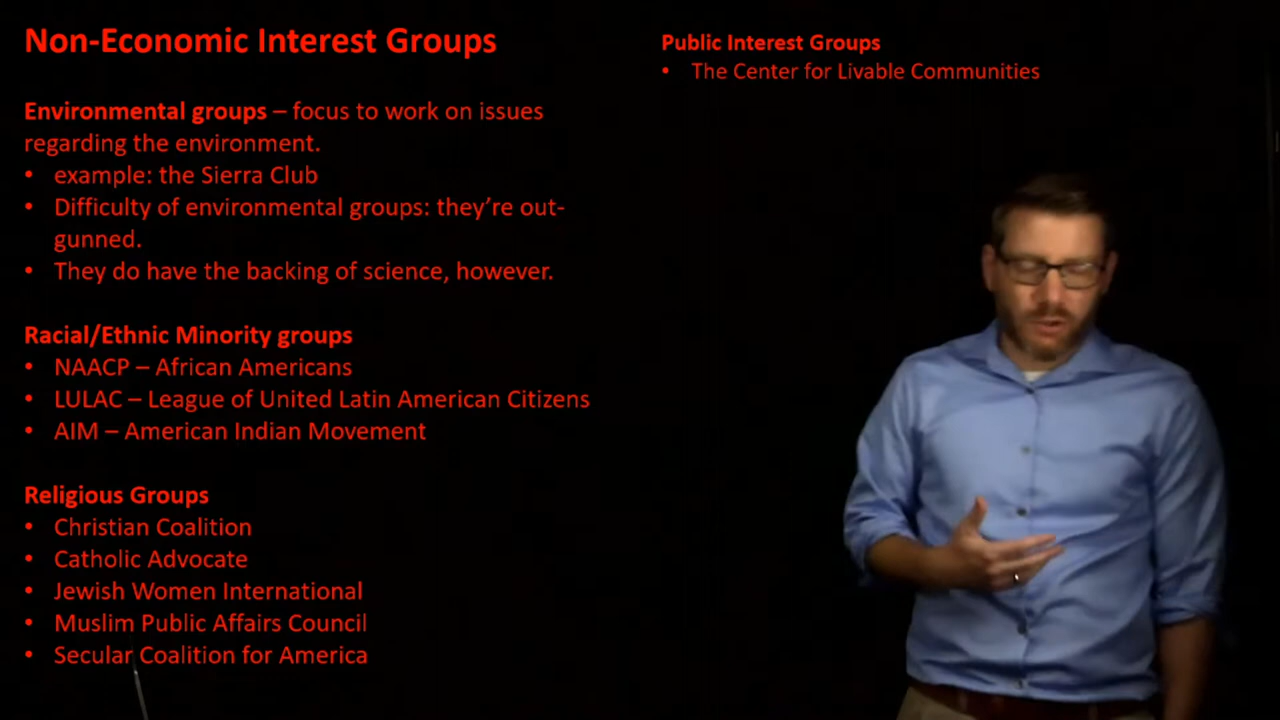 Non-Economic Interest Groups
Environmental groups – focus to work on issues
regarding the environment.
• example: the Sierra Club
• Difficulty of environmental groups: they’re out-
gunned.
• They do have the backing of science, however.
Racial/Ethnic Minority groups
• NAACP – African Americans
• LULAC – League of United Latin American Citizens
• AIM – American Indian Movement
Religious Groups
• Christian Coalition
• Catholic Advocate
• Jewish Women International
• Muslim Public Affairs Council
• Secular Coalition for America
Public Interest Groups
• The Center for Livable Communities